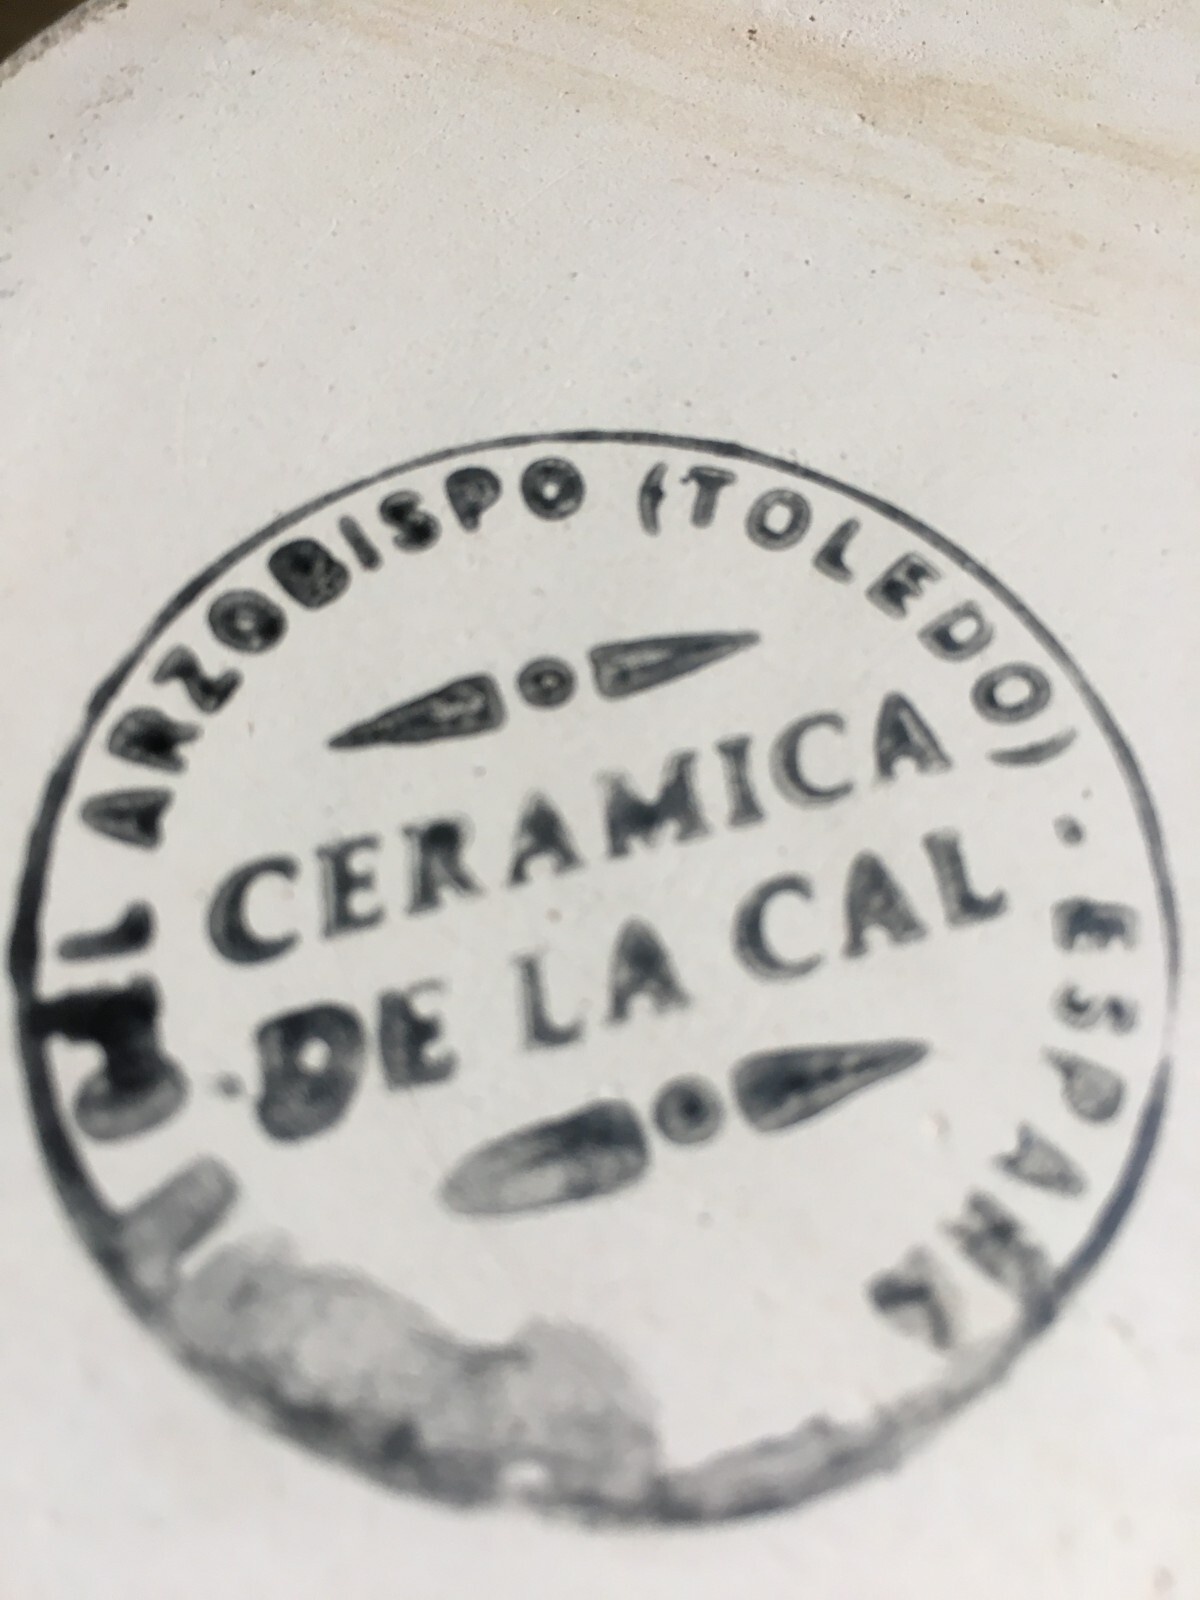 L ARZOBISPO (TOLEDO) · ESPAÑA
CERAMICA
DE LA CAL